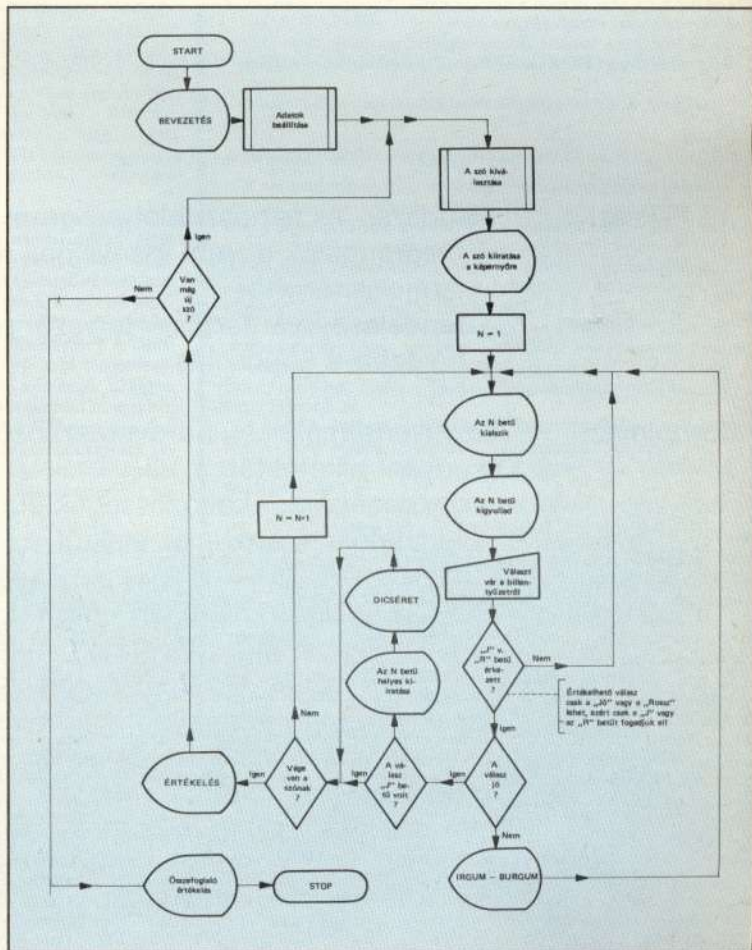 START
BEVEZETÉS
Adatok
beállítása
A szó kivá-
lasztása
A szó kiíratása
a képernyőre
N = 1
Igen
Van
még
új
szó
?
Nem
Az N betű
kialszik
Az N betű
kigyullad
N = N+1
Választ
vár a billen-
tyűzetről
DICSÉRET
„J” v.
„R” betű
érke-
zett
?
Nem
Az N betű
helyes kí-
íratása
Értékelhető válasz
csak a „Jó” vagy a „Rossz”
lehet, ezért csak a „J” vagy
az „R” betűt fogadjuk el!
Igen
Nem
ÉRTÉKELÉS
Igen
Vége
van a
szónak
?
Igen
A vá-
lasz
„J” be-
tű volt
?
Igen
A
válasz
jó
?
Nem
IRGUM – BURGUM
Összefoglaló
értékelés
STOP